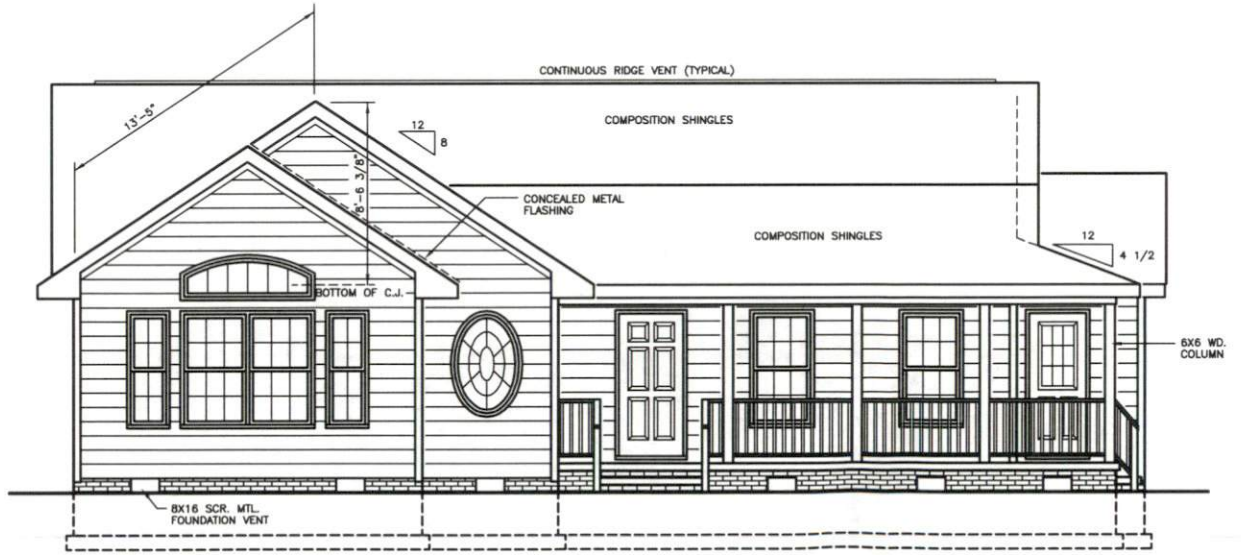 CONTINUOUS RIDGE VENT (TYPICAL)
13'-5"
COMPOSITION SHINGLES
12
8
8'-6 3/8"
CONCEALED METAL
FLASHING
COMPOSITION SHINGLES
12
4 1/2
BOTTOM OF C.J.
6X6 WD.
COLUMN
8X16 SCR. MTL.
FOUNDATION VENT